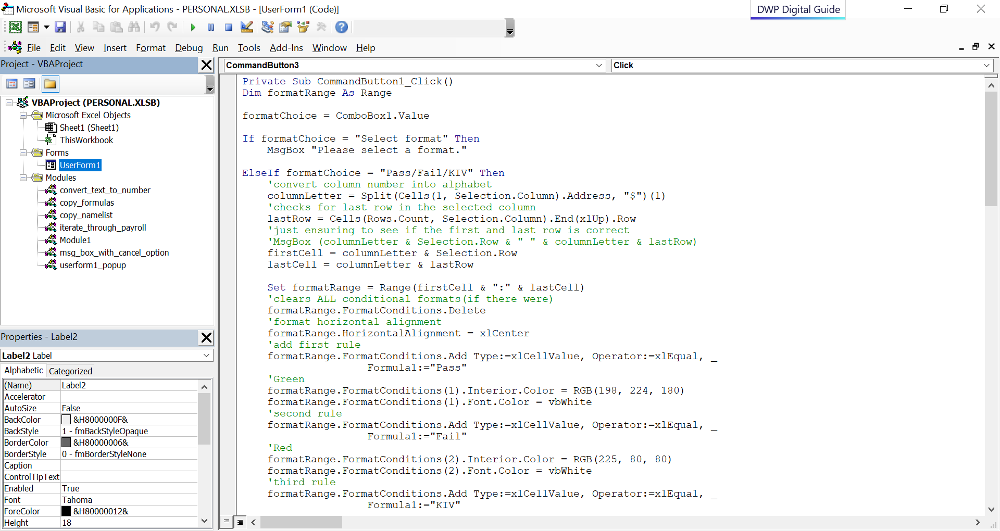 Microsoft Visual Basic for Applications - PERSONAL.XLSB - [UserForm1 (Code)]
DWP Digital Guide
File Edit View Insert Format Debug Run Tools Add-Ins Window Help
Project - VBAProject
VBAProject (PERSONAL.XLSB)
Microsoft Excel Objects
Sheet1 (Sheet1)
ThisWorkbook
Forms
UserForm1
Modules
convert_text_to_number
copy_formulas
copy_namelist
iterate_through_payroll
Module1
msg_box_with_cancel_option
userform1_popup
Properties - Label2
Label2 Label
Alphabetic Categorized
(Name) Label2
Accelerator
AutoSize False
BackColor &H8000000F&
BackStyle 1 - fmBackStyleOpaque
BorderColor &H80000006&
BorderStyle 0 - fmBorderStyleNone
Caption
ControlTipText
Enabled True
Font Tahoma
ForeColor &H80000012&
Height 18
CommandButton3 Click
Private Sub CommandButton1_Click()
Dim formatRange As Range
formatChoice = ComboBox1.Value
If formatChoice = "Select format" Then
MsgBox "Please select a format."
ElseIf formatChoice = "Pass/Fail/KIV" Then
'convert column number into alphabet
columnLetter = Split(Cells(1, Selection.Column).Address, "$")(1)
'checks for last row in the selected column
lastRow = Cells(Rows.Count, Selection.Column).End(xlUp).Row
'just ensuring to see if the first and last row is correct
'MsgBox (columnLetter & Selection.Row & " " & columnLetter & lastRow)
firstCell = columnLetter & Selection.Row
lastCell = columnLetter & lastRow
Set formatRange = Range(firstCell & ":" & lastCell)
'clears ALL conditional formats(if there were)
formatRange.FormatConditions.Delete
'format horizontal alignment
formatRange.HorizontalAlignment = xlCenter
'add first rule
formatRange.FormatConditions.Add Type:=xlCellValue, Operator:=xlEqual, _
Formula1:="Pass"
'Green
formatRange.FormatConditions(1).Interior.Color = RGB(198, 224, 180)
formatRange.FormatConditions(1).Font.Color = vbWhite
'second rule
formatRange.FormatConditions.Add Type:=xlCellValue, Operator:=xlEqual, _
Formula1:="Fail"
'Red
formatRange.FormatConditions(2).Interior.Color = RGB(225, 80, 80)
formatRange.FormatConditions(2).Font.Color = vbWhite
'third rule
formatRange.FormatConditions.Add Type:=xlCellValue, Operator:=xlEqual, _
Formula1:="KIV"